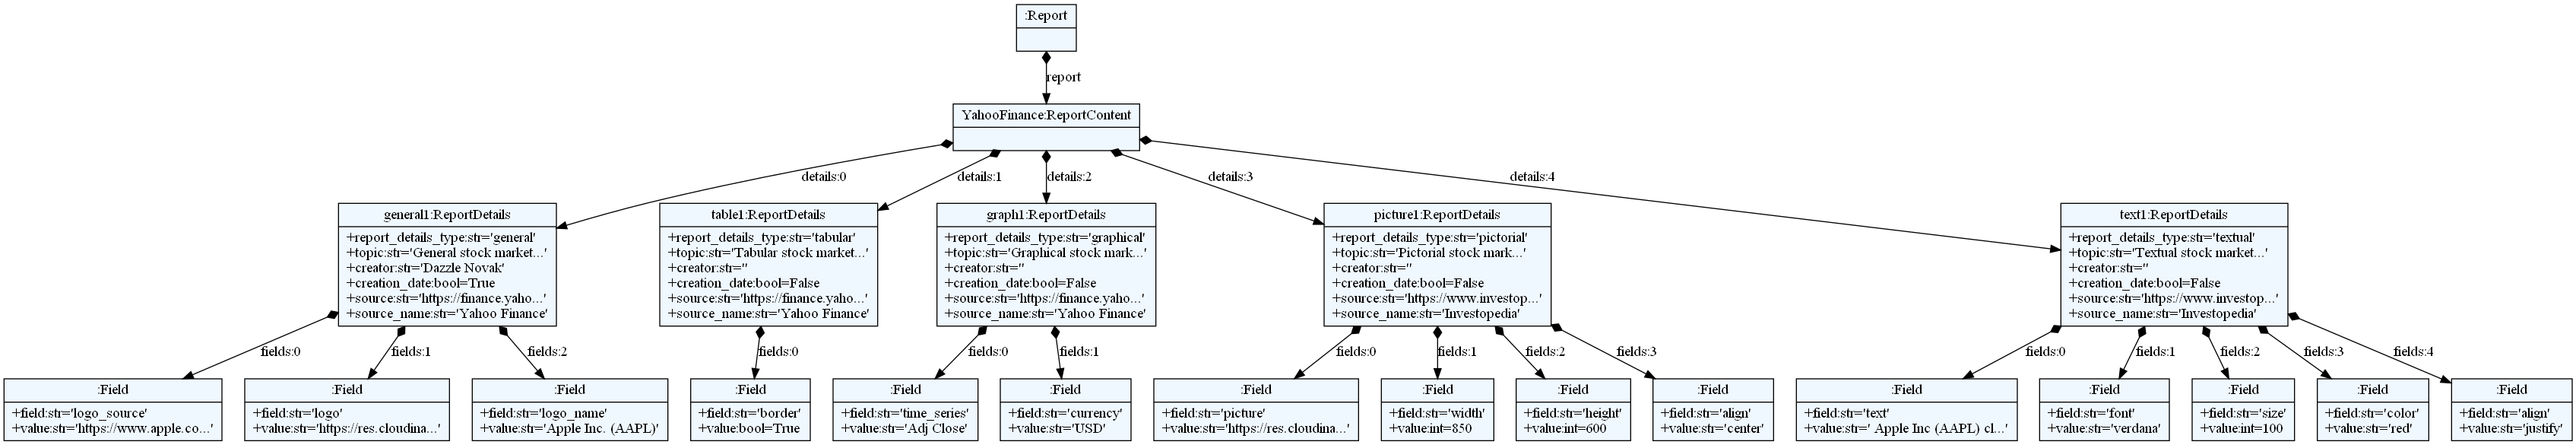 :Report
report
YahooFinance:ReportContent
details:0
details:1
details:2
details:3
details:4
general1:ReportDetails
+report_details_type:str='general'
+topic:str='General stock market...'
+creator:str='Dazzle Novak'
+creation_date:bool=True
+source:str='https://finance.yaho...'
+source_name:str='Yahoo Finance'
table1:ReportDetails
+report_details_type:str='tabular'
+topic:str='Tabular stock market...'
+creator:str=''
+creation_date:bool=False
+source:str='https://finance.yaho...'
+source_name:str='Yahoo Finance'
graph1:ReportDetails
+report_details_type:str='graphical'
+topic:str='Graphical stock mark...'
+creator:str=''
+creation_date:bool=False
+source:str='https://finance.yaho...'
+source_name:str='Yahoo Finance'
picture1:ReportDetails
+report_details_type:str='pictorial'
+topic:str='Pictorial stock mark...'
+creator:str=''
+creation_date:bool=False
+source:str='https://www.investop...'
+source_name:str='Investopedia'
text1:ReportDetails
+report_details_type:str='textual'
+topic:str='Textual stock market...'
+creator:str=''
+creation_date:bool=False
+source:str='https://www.investop...'
+source_name:str='Investopedia'
fields:0
fields:1
fields:2
fields:0
fields:0
fields:1
fields:0
fields:1
fields:2
fields:3
fields:0
fields:1
fields:2
fields:3
fields:4
:Field
+field:str='logo_source'
+value:str='https://www.apple.co...'
:Field
+field:str='logo'
+value:str='https://res.cloudina...'
:Field
+field:str='logo_name'
+value:str='Apple Inc. (AAPL)'
:Field
+field:str='border'
+value:bool=True
:Field
+field:str='time_series'
+value:str='Adj Close'
:Field
+field:str='currency'
+value:str='USD'
:Field
+field:str='picture'
+value:str='https://res.cloudina...'
:Field
+field:str='width'
+value:int=850
:Field
+field:str='height'
+value:int=600
:Field
+field:str='align'
+value:str='center'
:Field
+field:str='text'
+value:str=' Apple Inc (AAPL) cl...'
:Field
+field:str='font'
+value:str='verdana'
:Field
+field:str='size'
+value:int=100
:Field
+field:str='color'
+value:str='red'
:Field
+field:str='align'
+value:str='justify'